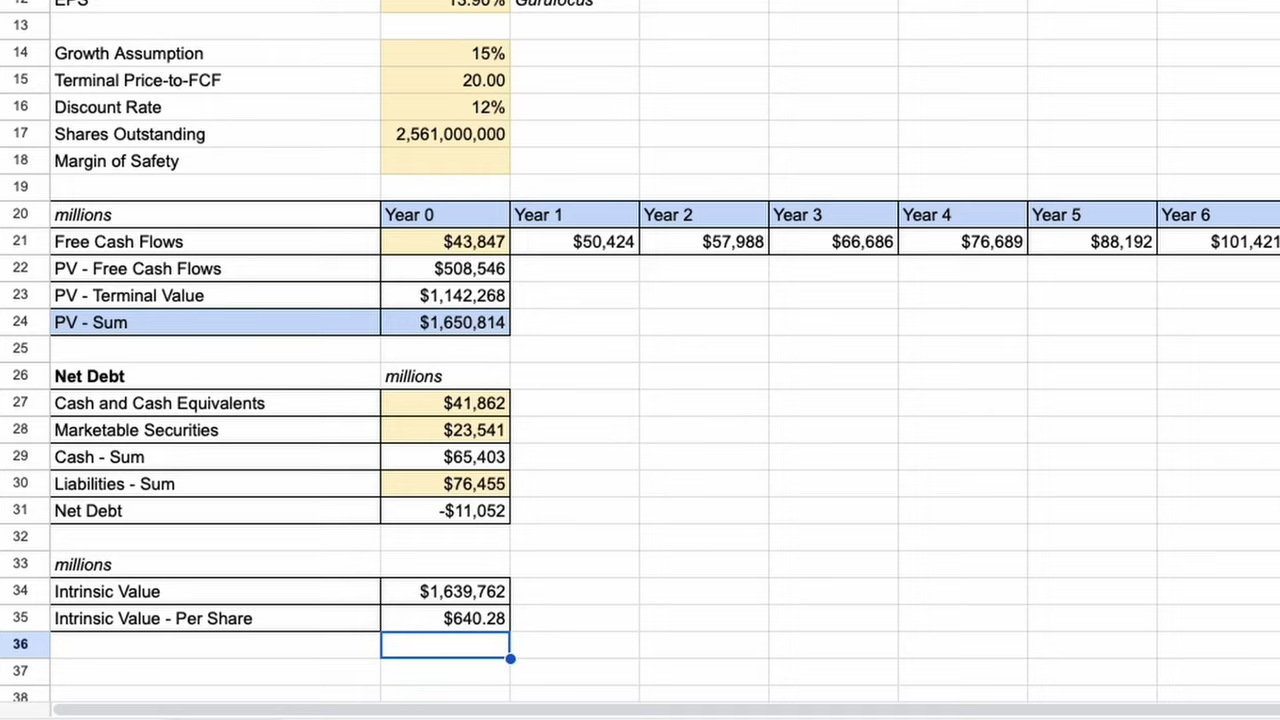 12 EPS 13.90% Gurufocus
13
14 Growth Assumption 15%
15 Terminal Price-to-FCF 20.00
16 Discount Rate 12%
17 Shares Outstanding 2,561,000,000
18 Margin of Safety
19
20 millions Year 0 Year 1 Year 2 Year 3 Year 4 Year 5 Year 6
21 Free Cash Flows $43,847 $50,424 $57,988 $66,686 $76,689 $88,192 $101,421
22 PV - Free Cash Flows $508,546
23 PV - Terminal Value $1,142,268
24 PV - Sum $1,650,814
25
26 Net Debt millions
27 Cash and Cash Equivalents $41,862
28 Marketable Securities $23,541
29 Cash - Sum $65,403
30 Liabilities - Sum $76,455
31 Net Debt -$11,052
32
33 millions
34 Intrinsic Value $1,639,762
35 Intrinsic Value - Per Share $640.28
36
37
38